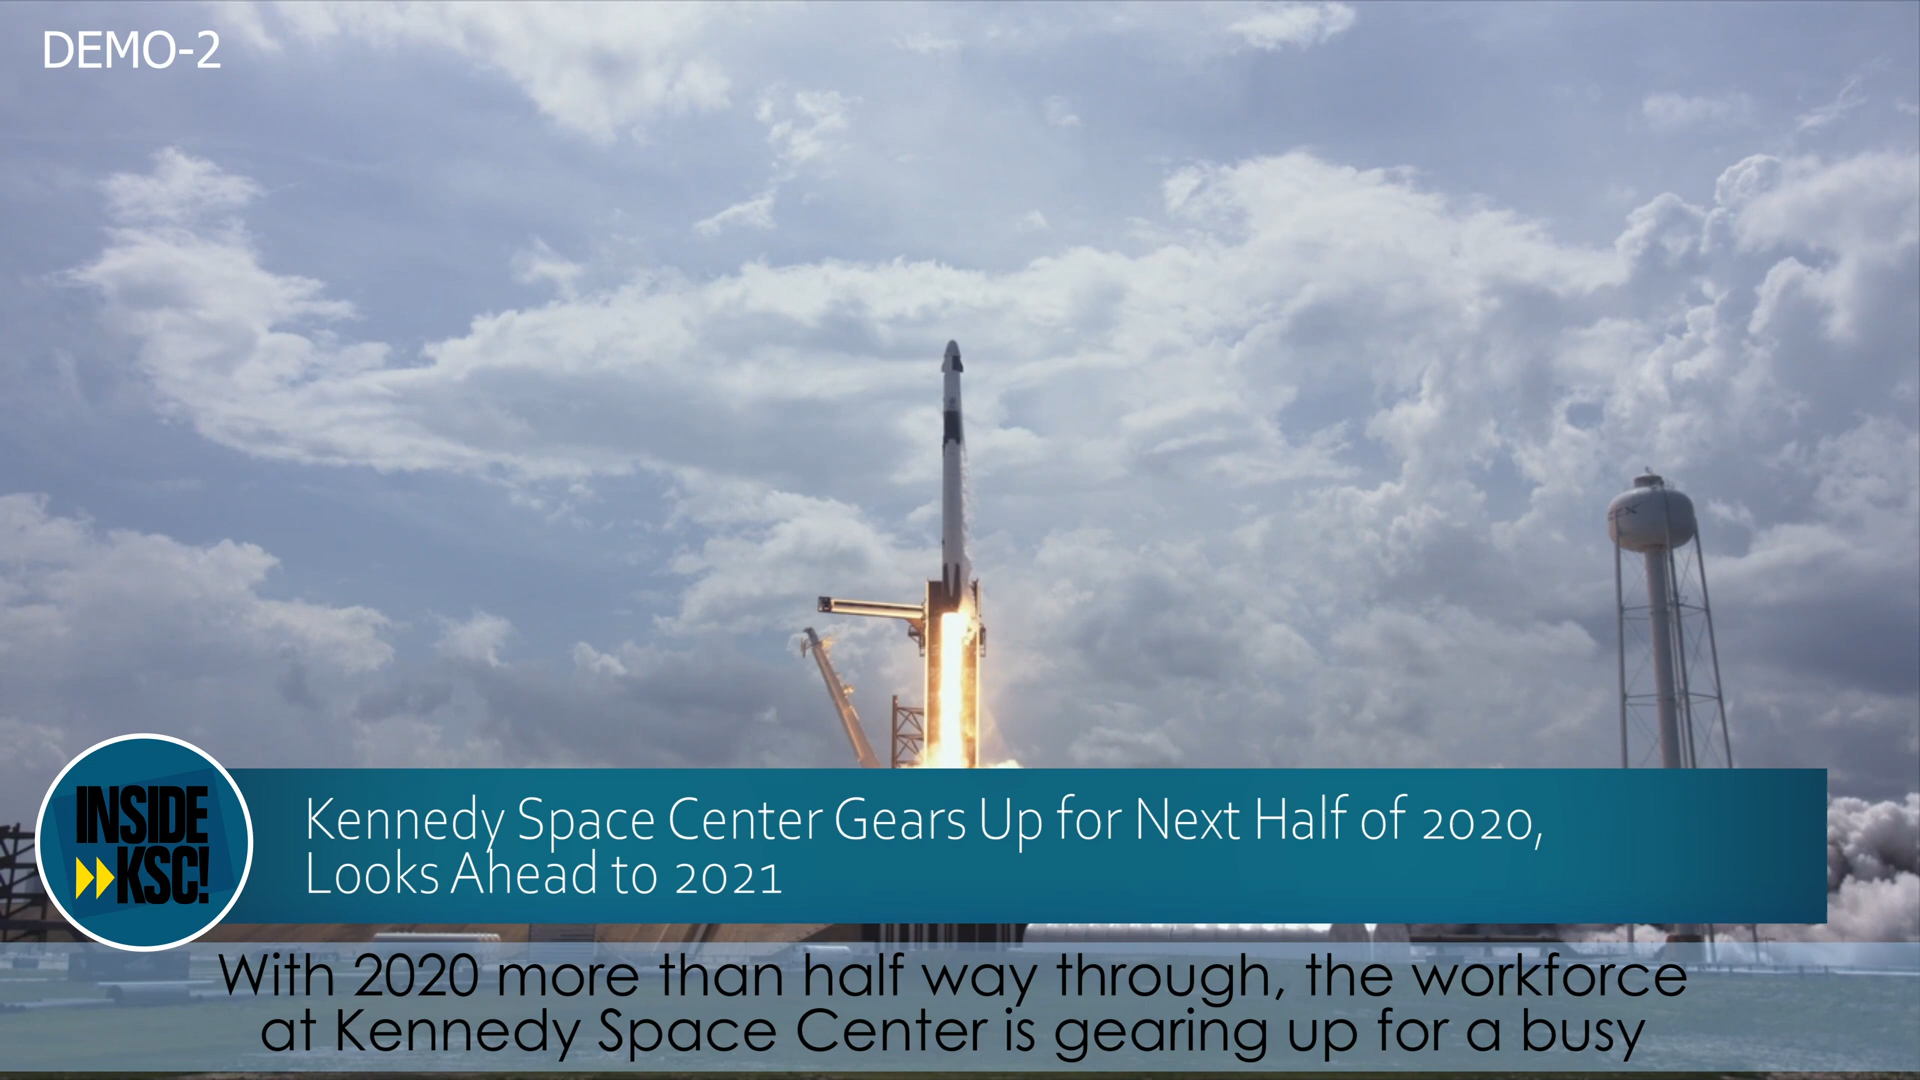 DEMO-2
INSIDE
KSC!
Kennedy Space Center Gears Up for Next Half of 2020,
Looks Ahead to 2021
With 2020 more than half way through, the workforce
at Kennedy Space Center is gearing up for a busy